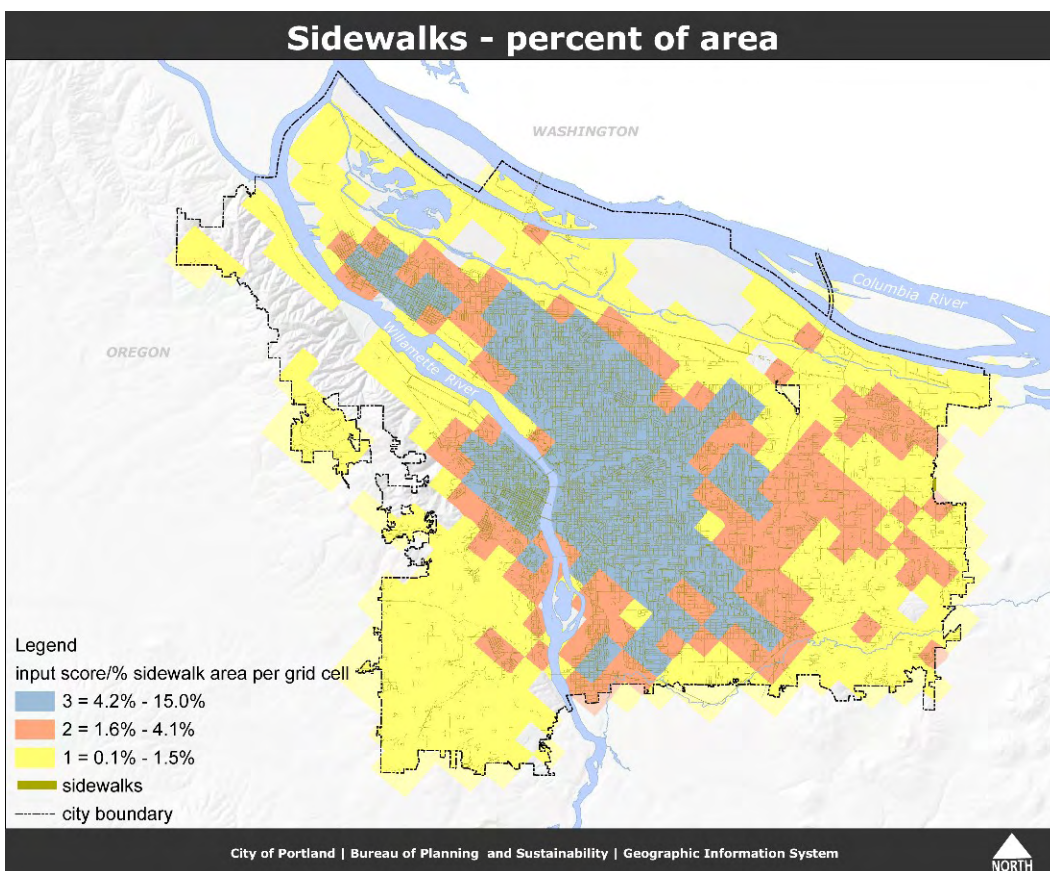 Sidewalks - percent of area
WASHINGTON
Columbia River
OREGON
Willamette River
Legend
input score/% sidewalk area per grid cell
3 = 4.2% - 15.0%
2 = 1.6% - 4.1%
1 = 0.1% - 1.5%
sidewalks
city boundary
City of Portland | Bureau of Planning and Sustainability | Geographic Information System
NORTH